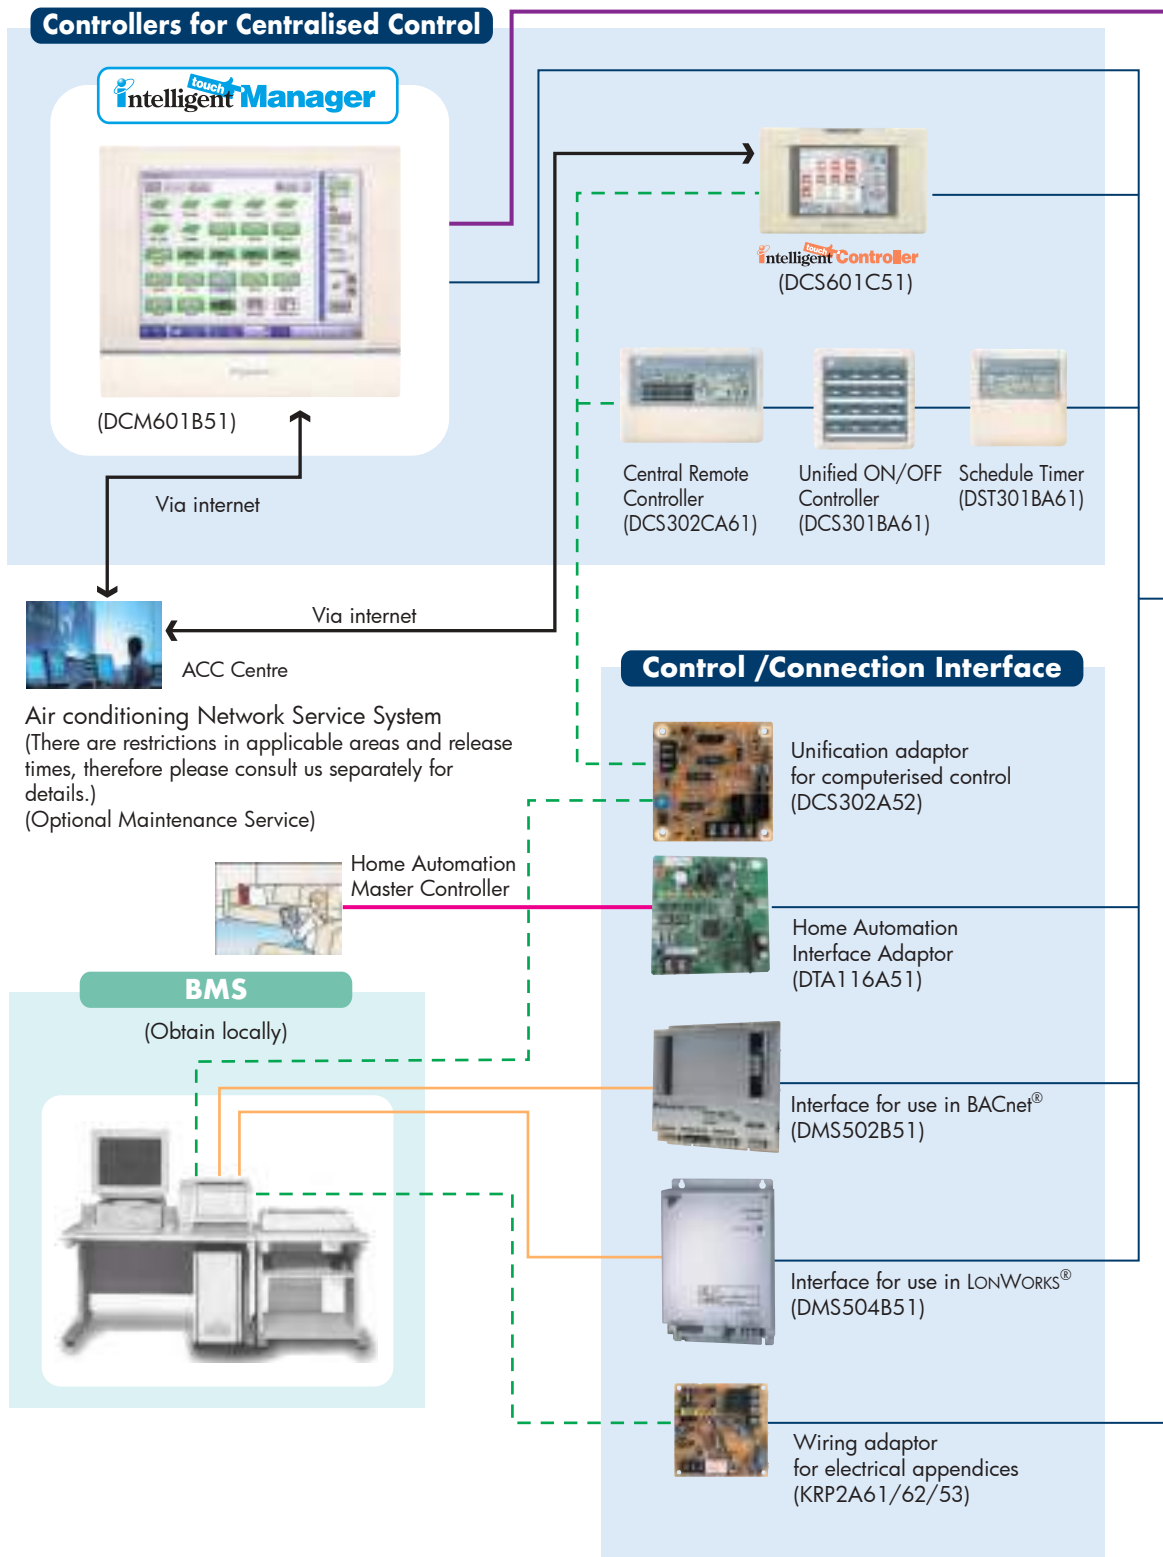 Controllers for Centralised Control
intelligent touch Manager
(DCM601B51)
Via internet
intelligent touch Controller
(DCS601C51)
Central Remote
Controller
(DCS302CA61)
Unified ON/OFF
Controller
(DCS301BA61)
Schedule Timer
(DST301BA61)
Via internet
ACC Centre
Air conditioning Network Service System
(There are restrictions in applicable areas and release
times, therefore please consult us separately for
details.)
(Optional Maintenance Service)
Control /Connection Interface
Unification adaptor
for computerised control
(DCS302A52)
Home Automation
Master Controller
Home Automation
Interface Adaptor
(DTA116A51)
BMS
(Obtain locally)
Interface for use in BACnet®
(DMS502B51)
Interface for use in LONWORKS®
(DMS504B51)
Wiring adaptor
for electrical appendices
(KRP2A61/62/53)